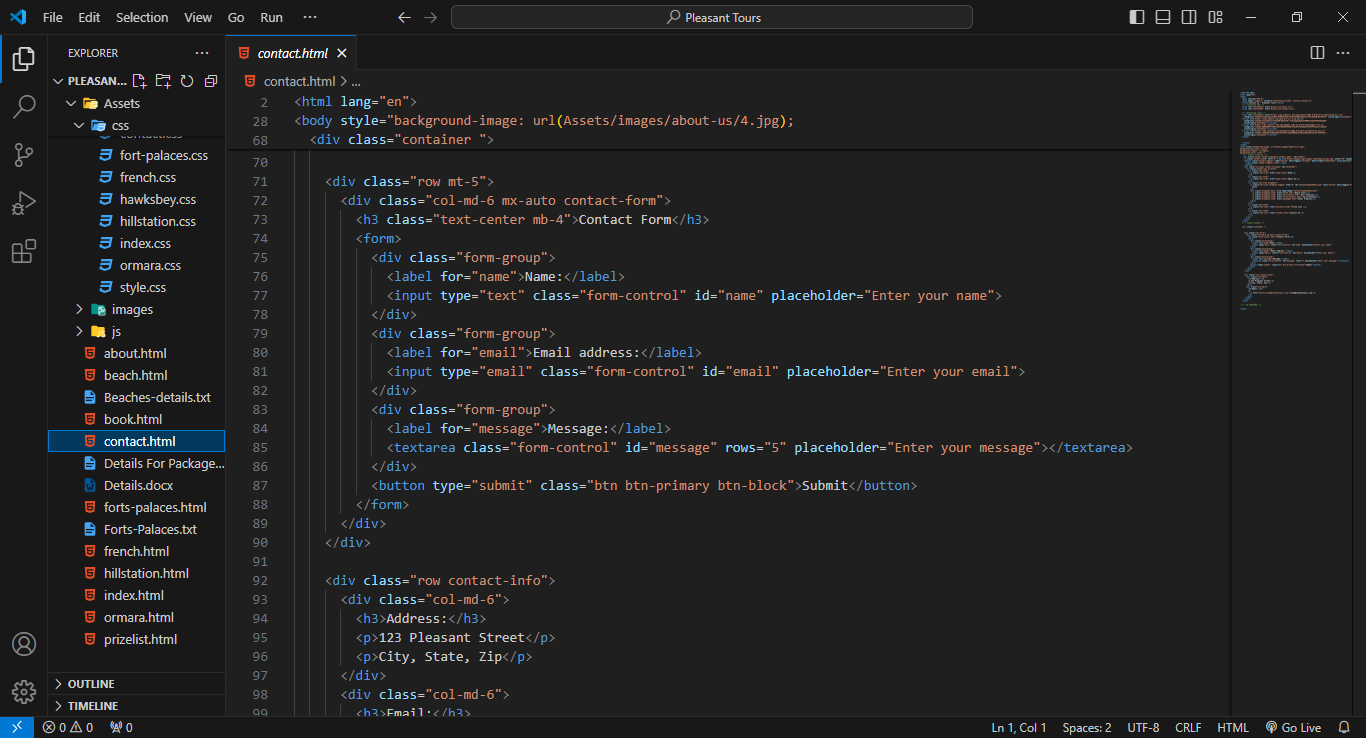 File Edit Selection View Go Run ···
Pleasant Tours
EXPLORER
PLEASAN...
Assets
css
fort-palaces.css
french.css
hawksbey.css
hillstation.css
index.css
ormara.css
style.css
images
js
about.html
beach.html
Beaches-details.txt
book.html
contact.html
Details For Package...
Details.docx
forts-palaces.html
Forts-Palaces.txt
french.html
hillstation.html
index.html
ormara.html
prizelist.html
OUTLINE
TIMELINE
contact.html
contact.html > ...
2 <html lang="en">
28 <body style="background-image: url(Assets/images/about-us/4.jpg);
68 <div class="container ">
70
71 <div class="row mt-5">
72 <div class="col-md-6 mx-auto contact-form">
73 <h3 class="text-center mb-4">Contact Form</h3>
74 <form>
75 <div class="form-group">
76 <label for="name">Name:</label>
77 <input type="text" class="form-control" id="name" placeholder="Enter your name">
78 </div>
79 <div class="form-group">
80 <label for="email">Email address:</label>
81 <input type="email" class="form-control" id="email" placeholder="Enter your email">
82 </div>
83 <div class="form-group">
84 <label for="message">Message:</label>
85 <textarea class="form-control" id="message" rows="5" placeholder="Enter your message"></textarea>
86 </div>
87 <button type="submit" class="btn btn-primary btn-block">Submit</button>
88 </form>
89 </div>
90 </div>
91
92 <div class="row contact-info">
93 <div class="col-md-6">
94 <h3>Address:</h3>
95 <p>123 Pleasant Street</p>
96 <p>City, State, Zip</p>
97 </div>
98 <div class="col-md-6">
99 <h3>Email:</h3>
0 0 0
Ln 1, Col 1 Spaces: 2 UTF-8 CRLF HTML Go Live